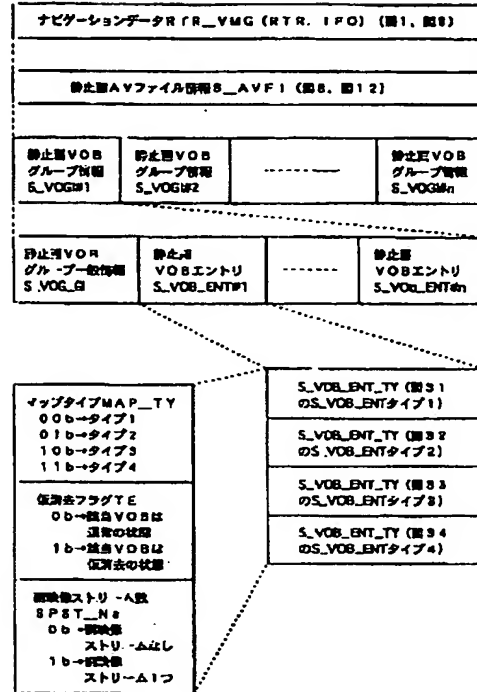 ナビゲーションデータRTR_VMG（RTR．IFO）（図1、図8）
静止画AVファイル情報S_AVFI（図8、図12）
静止画VOB
グループ情報
S_VOGI#1
静止画VOB
グループ情報
S_VOGI#2
静止画VOB
グループ情報
S_VOGI#n
静止画VOB
グループ一般情報
S_VOG_GI
静止画
VOBエントリ
S_VOB_ENT#1
静止画
VOBエントリ
S_VOB_ENT#n
マップタイプMAP_TY
00b→タイプ1
01b→タイプ2
10b→タイプ3
11b→タイプ4
仮消去フラグTE
0b→該当VOBは
通常の状態
1b→該当VOBは
仮消去の状態
副映像ストリーム数
SPST_Ns
0b→副映像
ストリームなし
1b→副映像
ストリーム1つ
S_VOB_ENT_TY（図31
のS_VOB_ENTタイプ1）
S_VOB_ENT_TY（図32
のS_VOB_ENTタイプ2）
S_VOB_ENT_TY（図33
のS_VOB_ENTタイプ3）
S_VOB_ENT_TY（図34
のS_VOB_ENTタイプ4）